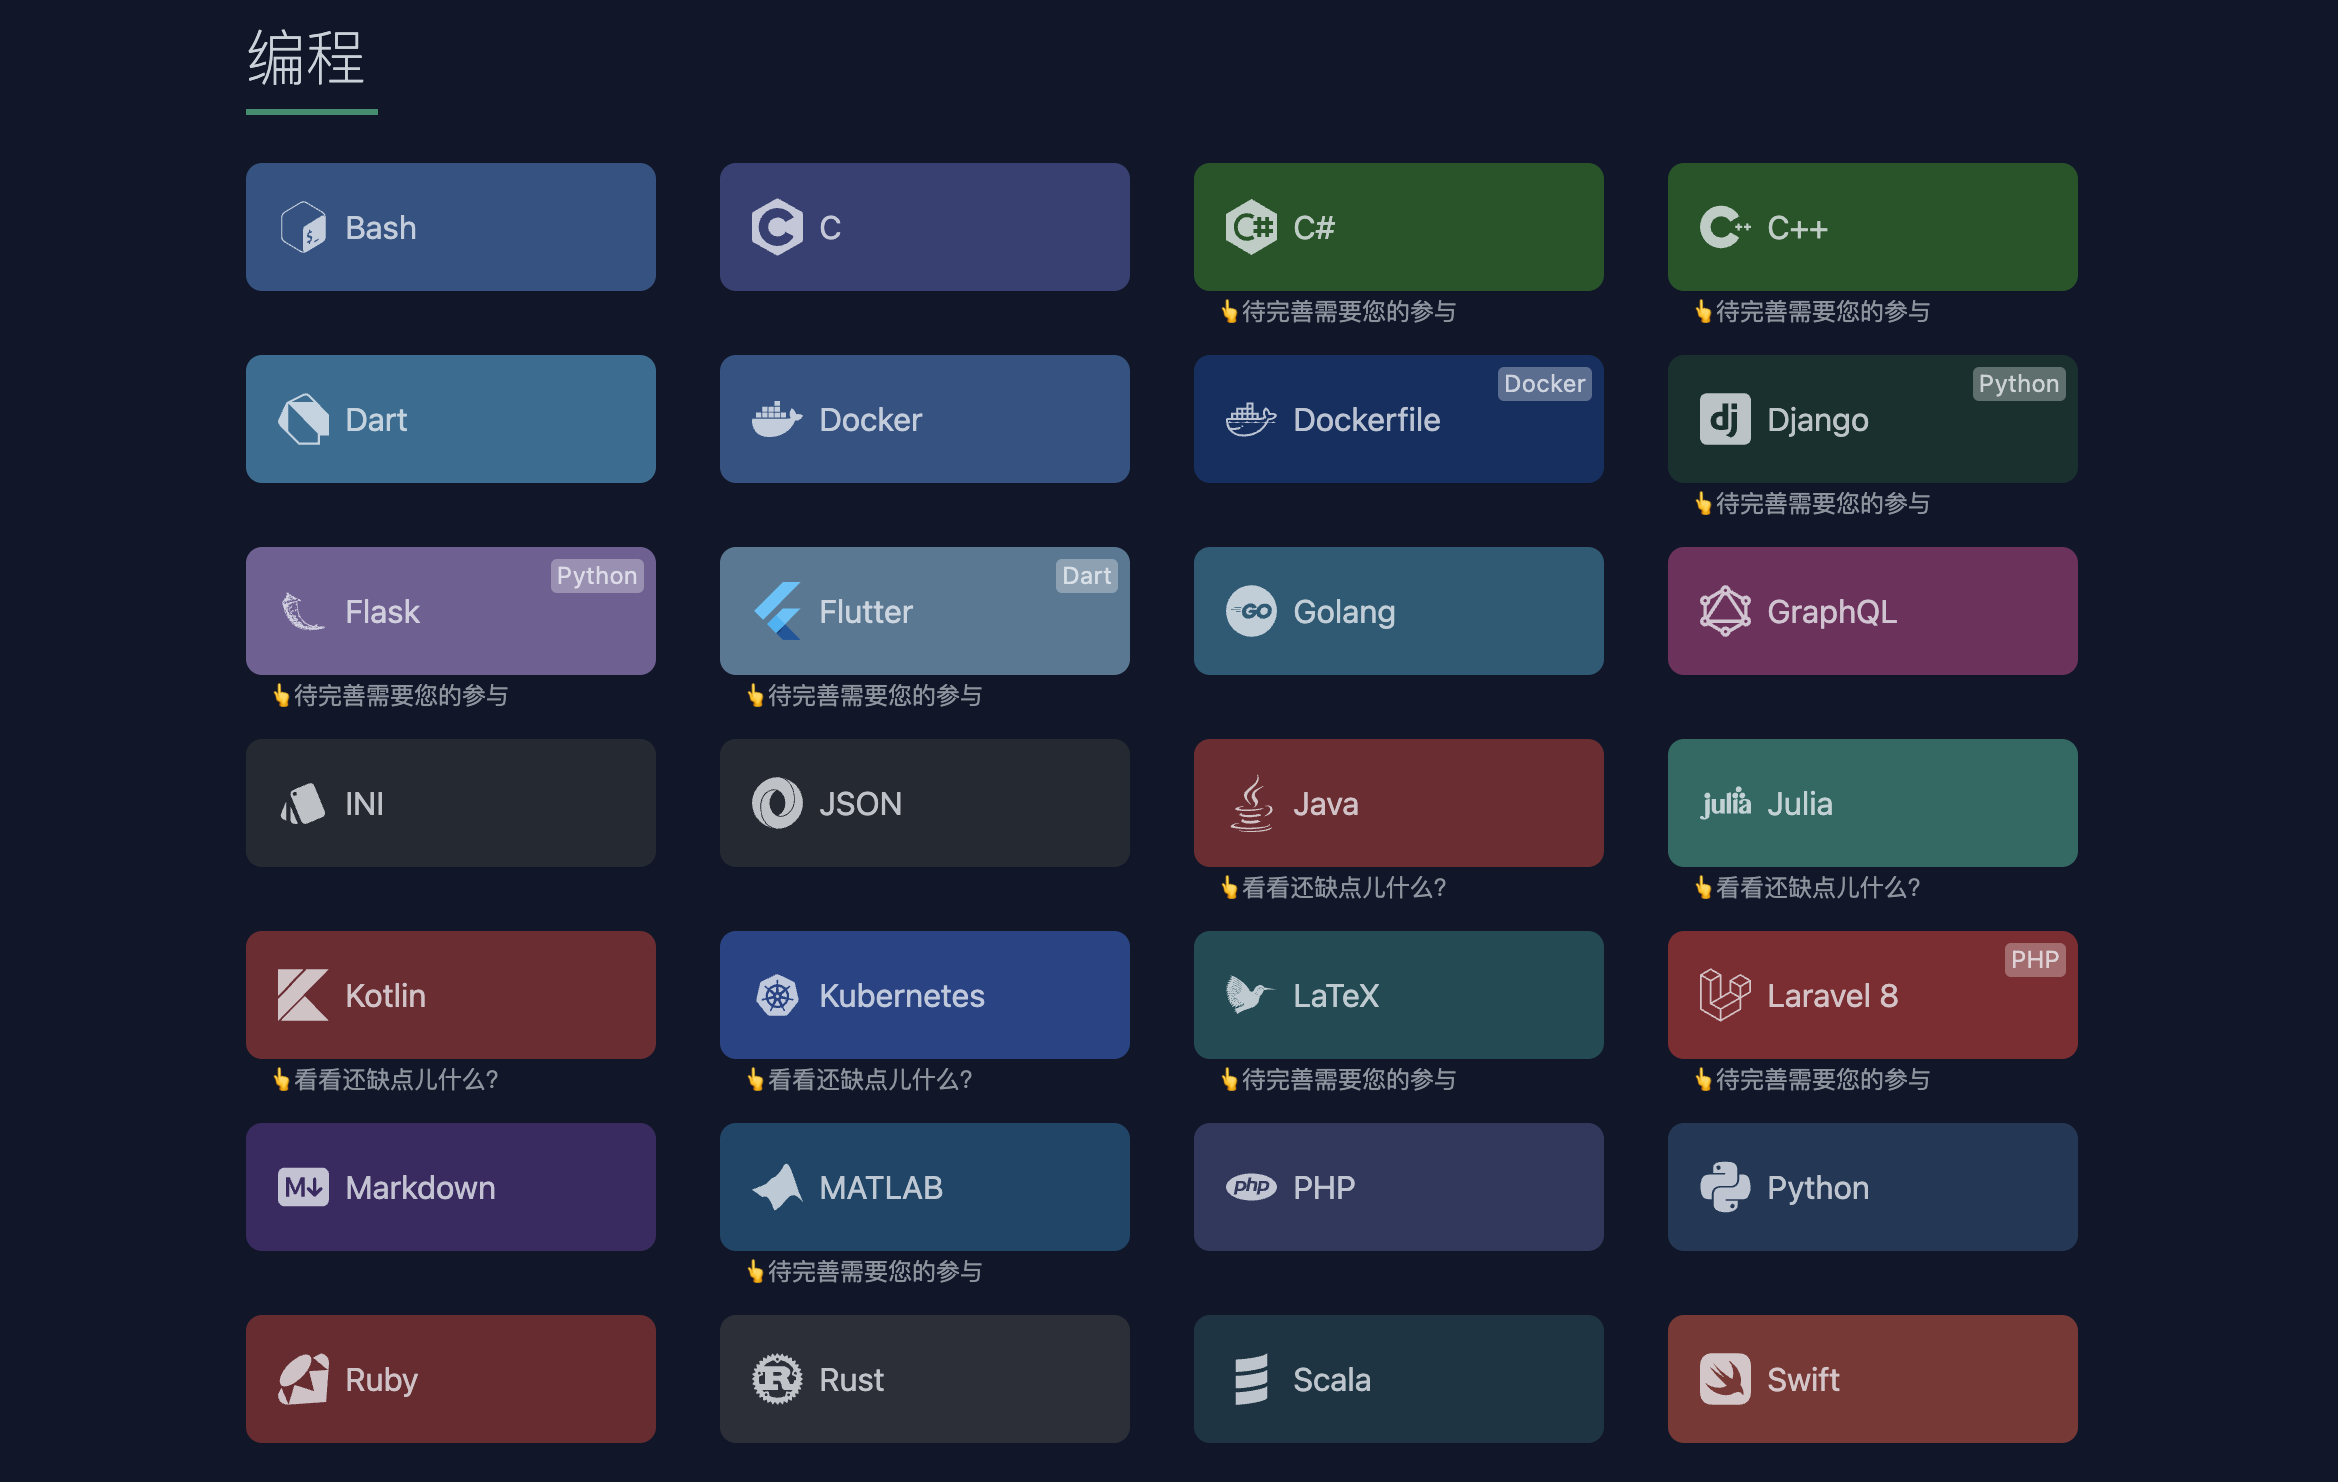 编程
Bash
C
C#
👆待完善需要您的参与
C++
👆待完善需要您的参与
Dart
Docker
Docker
Dockerfile
Python
dj Django
👆待完善需要您的参与
Python
Flask
👆待完善需要您的参与
Dart
Flutter
👆待完善需要您的参与
GO Golang
GraphQL
INI
JSON
Java
👆看看还缺点儿什么?
julia Julia
👆看看还缺点儿什么?
Kotlin
👆看看还缺点儿什么?
Kubernetes
👆看看还缺点儿什么?
LaTeX
👆待完善需要您的参与
PHP
Laravel 8
👆待完善需要您的参与
M↓ Markdown
MATLAB
👆待完善需要您的参与
php PHP
Python
Ruby
R Rust
Scala
Swift